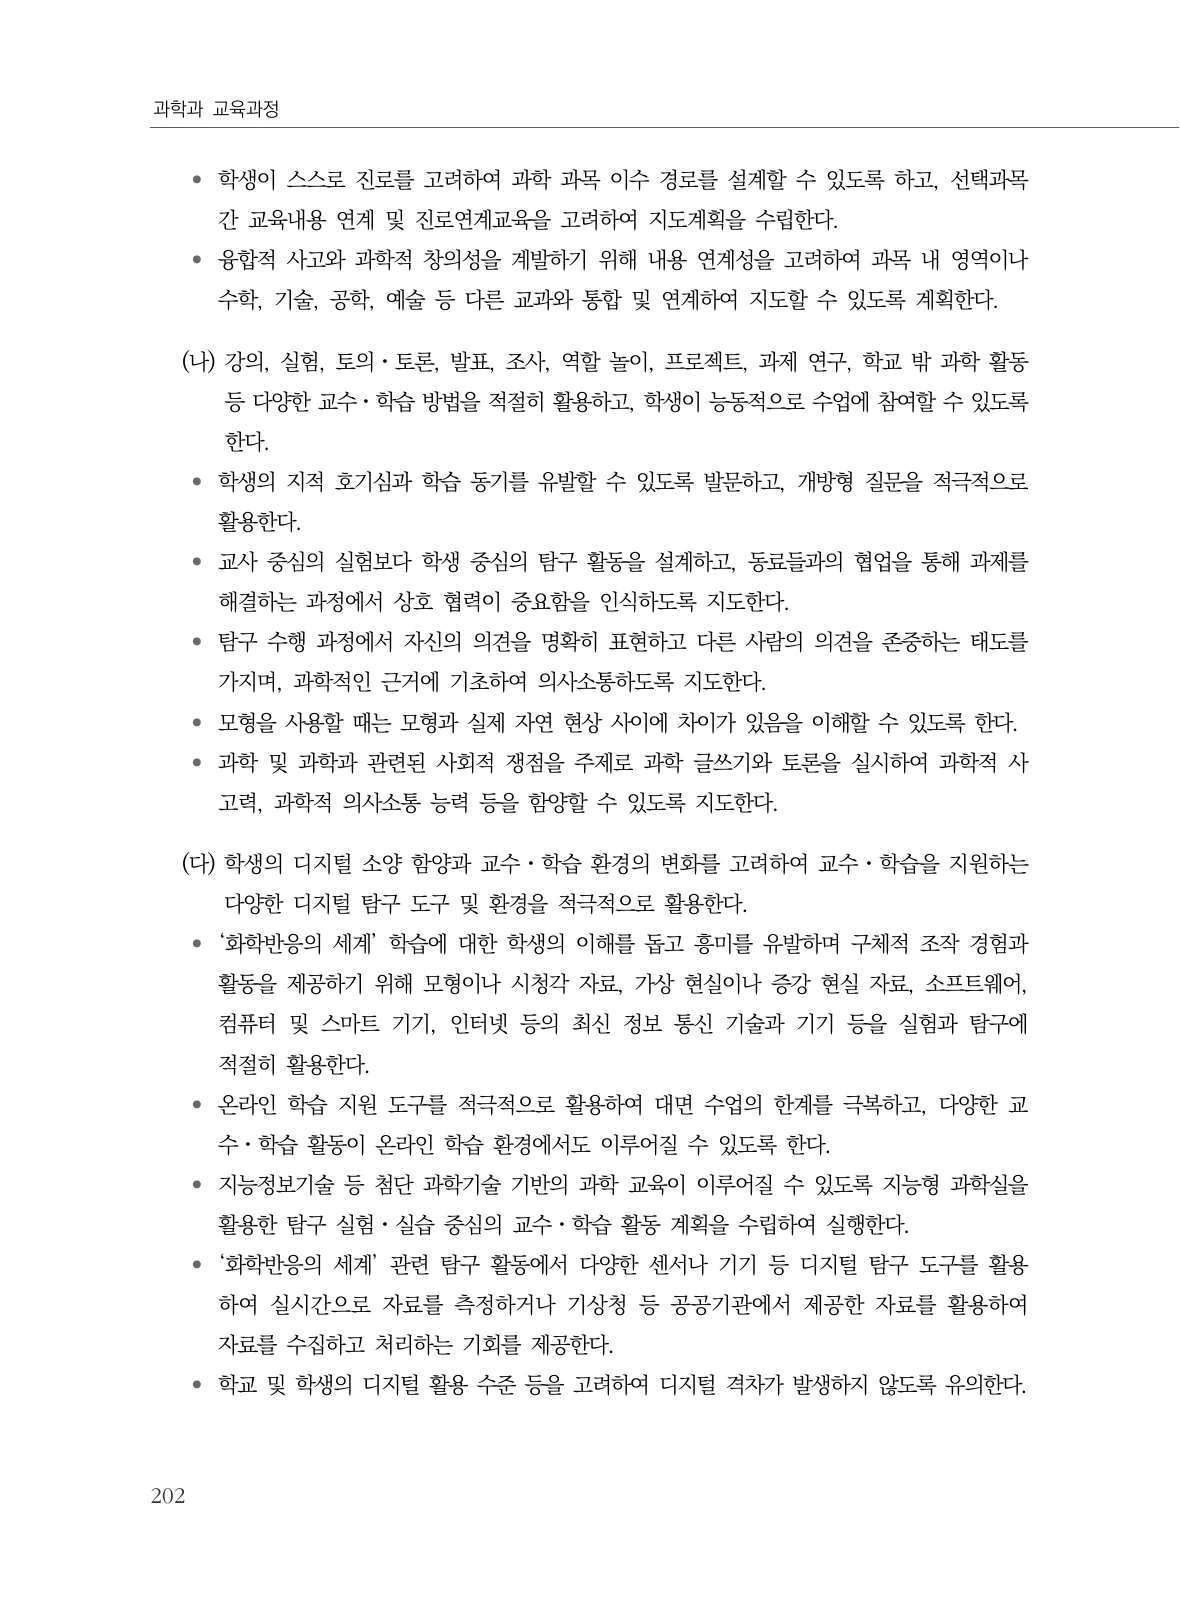 과학과 교육과정
• 학생이 스스로 진로를 고려하여 과학 과목 이수 경로를 설계할 수 있도록 하고, 선택과목
간 교육내용 연계 및 진로연계교육을 고려하여 지도계획을 수립한다.
• 융합적 사고와 과학적 창의성을 계발하기 위해 내용 연계성을 고려하여 과목 내 영역이나
수학, 기술, 공학, 예술 등 다른 교과와 통합 및 연계하여 지도할 수 있도록 계획한다.
(나) 강의, 실험, 토의・토론, 발표, 조사, 역할 놀이, 프로젝트, 과제 연구, 학교 밖 과학 활동
등 다양한 교수・학습 방법을 적절히 활용하고, 학생이 능동적으로 수업에 참여할 수 있도록
한다.
• 학생의 지적 호기심과 학습 동기를 유발할 수 있도록 발문하고, 개방형 질문을 적극적으로
활용한다.
• 교사 중심의 실험보다 학생 중심의 탐구 활동을 설계하고, 동료들과의 협업을 통해 과제를
해결하는 과정에서 상호 협력이 중요함을 인식하도록 지도한다.
• 탐구 수행 과정에서 자신의 의견을 명확히 표현하고 다른 사람의 의견을 존중하는 태도를
가지며, 과학적인 근거에 기초하여 의사소통하도록 지도한다.
• 모형을 사용할 때는 모형과 실제 자연 현상 사이에 차이가 있음을 이해할 수 있도록 한다.
• 과학 및 과학과 관련된 사회적 쟁점을 주제로 과학 글쓰기와 토론을 실시하여 과학적 사
고력, 과학적 의사소통 능력 등을 함양할 수 있도록 지도한다.
(다) 학생의 디지털 소양 함양과 교수・학습 환경의 변화를 고려하여 교수・학습을 지원하는
다양한 디지털 탐구 도구 및 환경을 적극적으로 활용한다.
• ‘화학반응의 세계’ 학습에 대한 학생의 이해를 돕고 흥미를 유발하며 구체적 조작 경험과
활동을 제공하기 위해 모형이나 시청각 자료, 가상 현실이나 증강 현실 자료, 소프트웨어,
컴퓨터 및 스마트 기기, 인터넷 등의 최신 정보 통신 기술과 기기 등을 실험과 탐구에
적절히 활용한다.
• 온라인 학습 지원 도구를 적극적으로 활용하여 대면 수업의 한계를 극복하고, 다양한 교
수・학습 활동이 온라인 학습 환경에서도 이루어질 수 있도록 한다.
• 지능정보기술 등 첨단 과학기술 기반의 과학 교육이 이루어질 수 있도록 지능형 과학실을
활용한 탐구 실험・실습 중심의 교수・학습 활동 계획을 수립하여 실행한다.
• ‘화학반응의 세계’ 관련 탐구 활동에서 다양한 센서나 기기 등 디지털 탐구 도구를 활용
하여 실시간으로 자료를 측정하거나 기상청 등 공공기관에서 제공한 자료를 활용하여
자료를 수집하고 처리하는 기회를 제공한다.
• 학교 및 학생의 디지털 활용 수준 등을 고려하여 디지털 격차가 발생하지 않도록 유의한다.
202